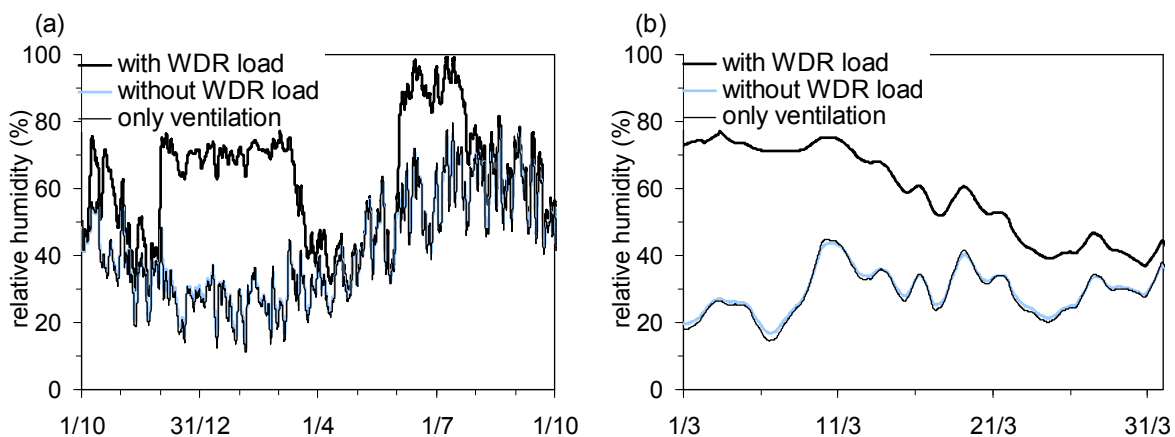 (a)
100
80
60
40
20
0
relative humidity (%)
with WDR load
without WDR load
only ventilation
1/10 31/12 1/4 1/7 1/10
(b)
100
80
60
40
20
0
relative humidity (%)
with WDR load
without WDR load
only ventilation
1/3 11/3 21/3 31/3